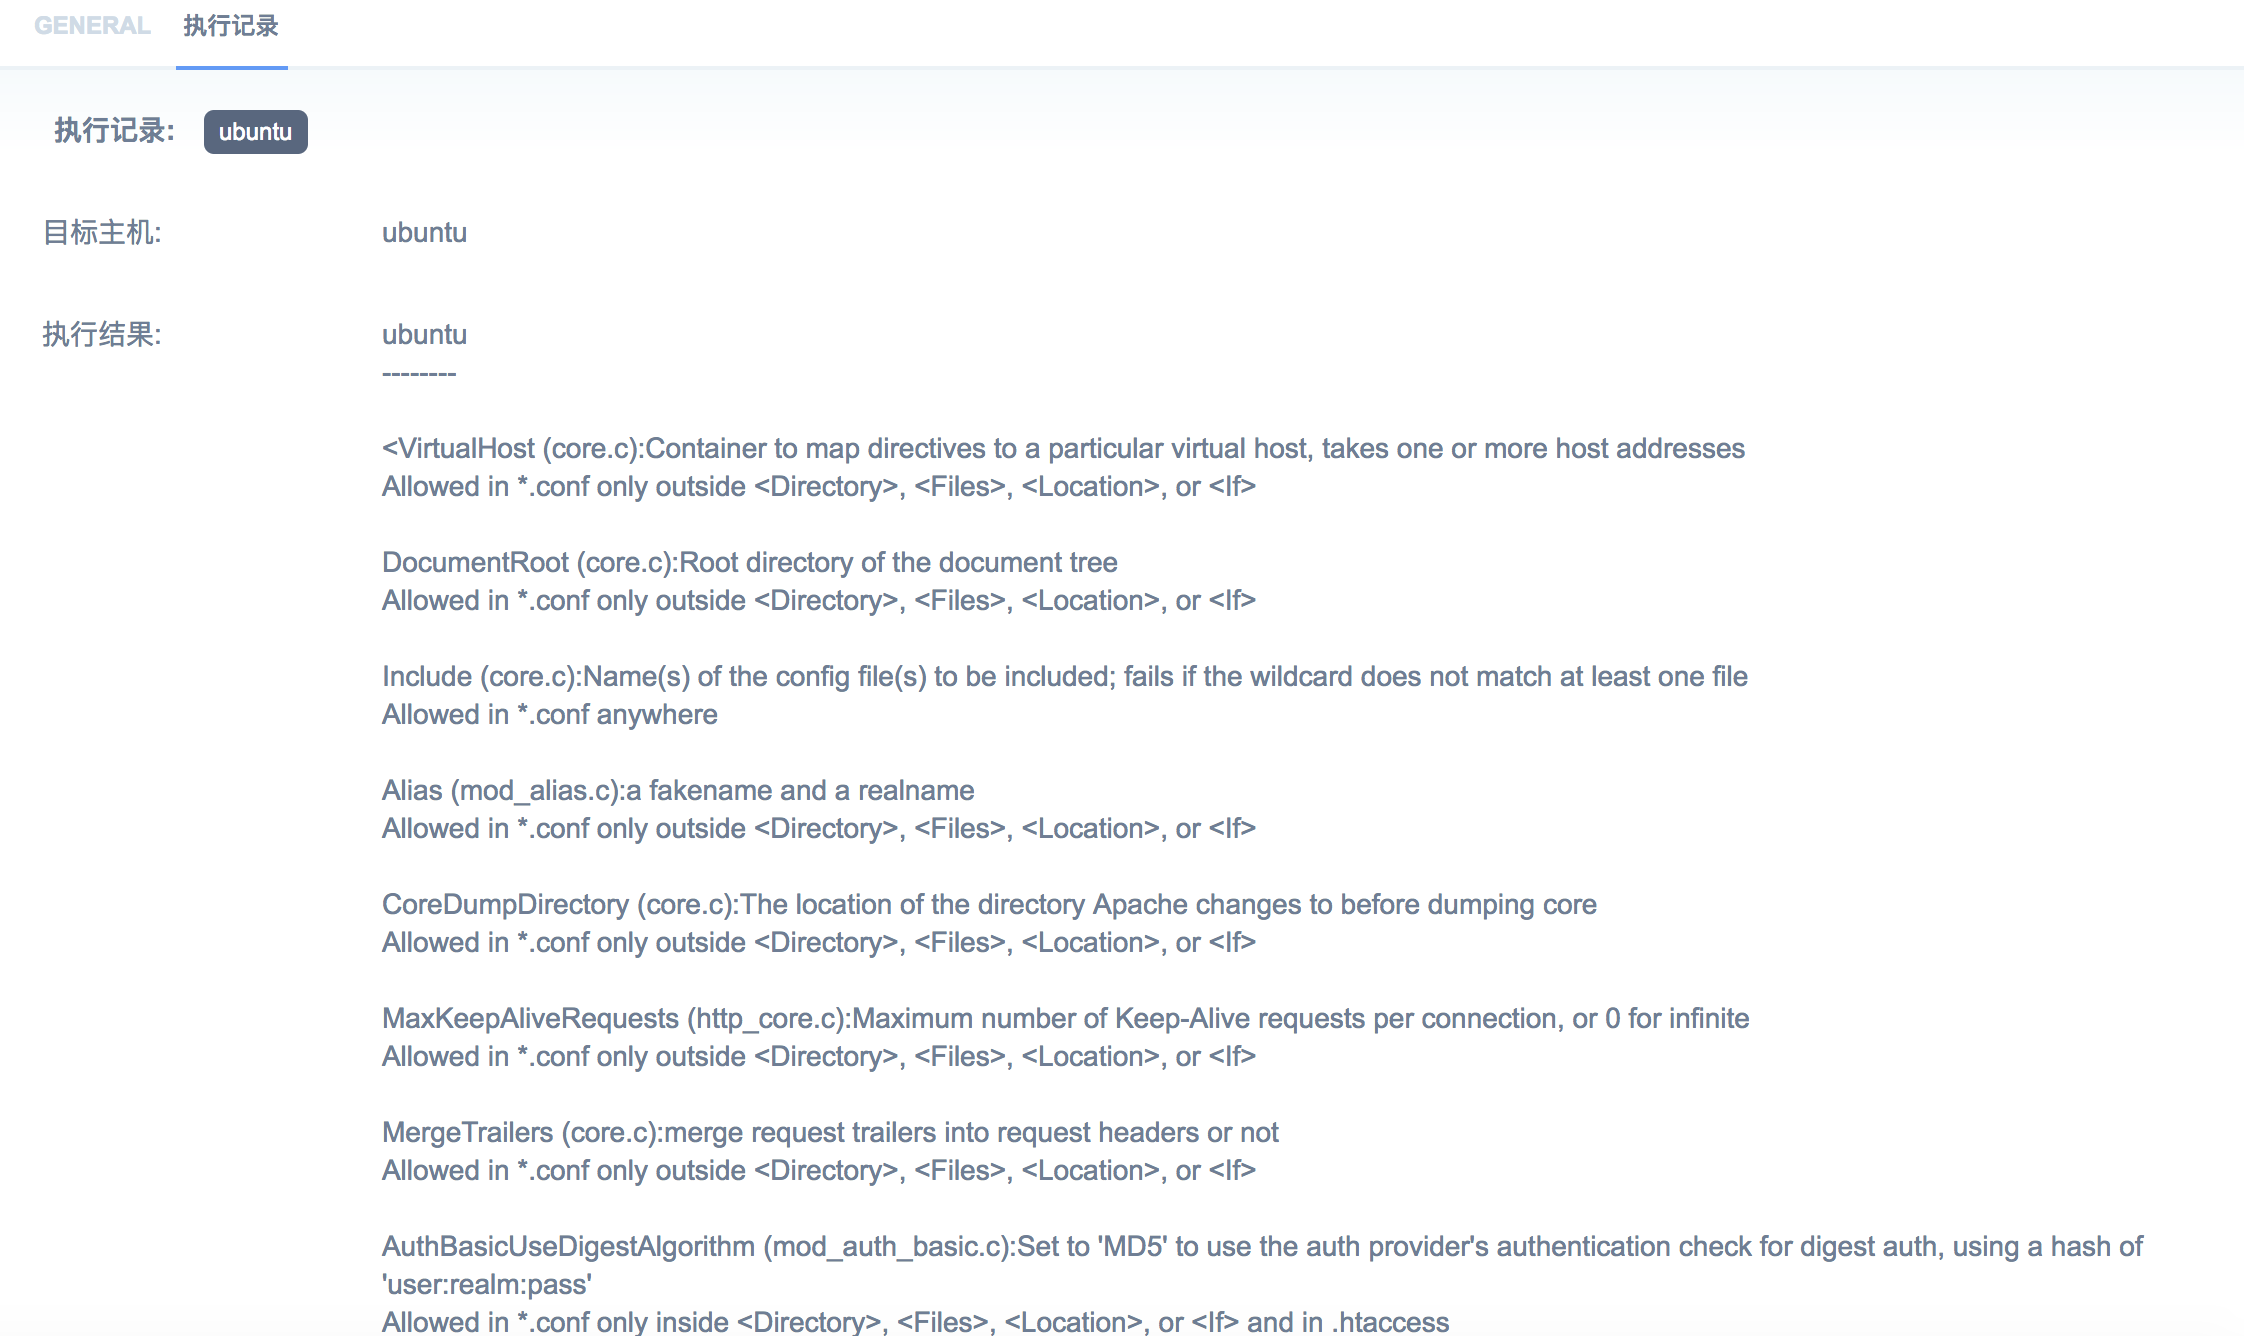 GENERAL 执行记录
执行记录: ubuntu
目标主机: ubuntu
执行结果: ubuntu
--------
<VirtualHost (core.c):Container to map directives to a particular virtual host, takes one or more host addresses
Allowed in *.conf only outside <Directory>, <Files>, <Location>, or <If>
DocumentRoot (core.c):Root directory of the document tree
Allowed in *.conf only outside <Directory>, <Files>, <Location>, or <If>
Include (core.c):Name(s) of the config file(s) to be included; fails if the wildcard does not match at least one file
Allowed in *.conf anywhere
Alias (mod_alias.c):a fakename and a realname
Allowed in *.conf only outside <Directory>, <Files>, <Location>, or <If>
CoreDumpDirectory (core.c):The location of the directory Apache changes to before dumping core
Allowed in *.conf only outside <Directory>, <Files>, <Location>, or <If>
MaxKeepAliveRequests (http_core.c):Maximum number of Keep-Alive requests per connection, or 0 for infinite
Allowed in *.conf only outside <Directory>, <Files>, <Location>, or <If>
MergeTrailers (core.c):merge request trailers into request headers or not
Allowed in *.conf only outside <Directory>, <Files>, <Location>, or <If>
AuthBasicUseDigestAlgorithm (mod_auth_basic.c):Set to 'MD5' to use the auth provider's authentication check for digest auth, using a hash of
'user:realm:pass'
Allowed in *.conf only inside <Directory>, <Files>, <Location>, or <If> and in .htaccess